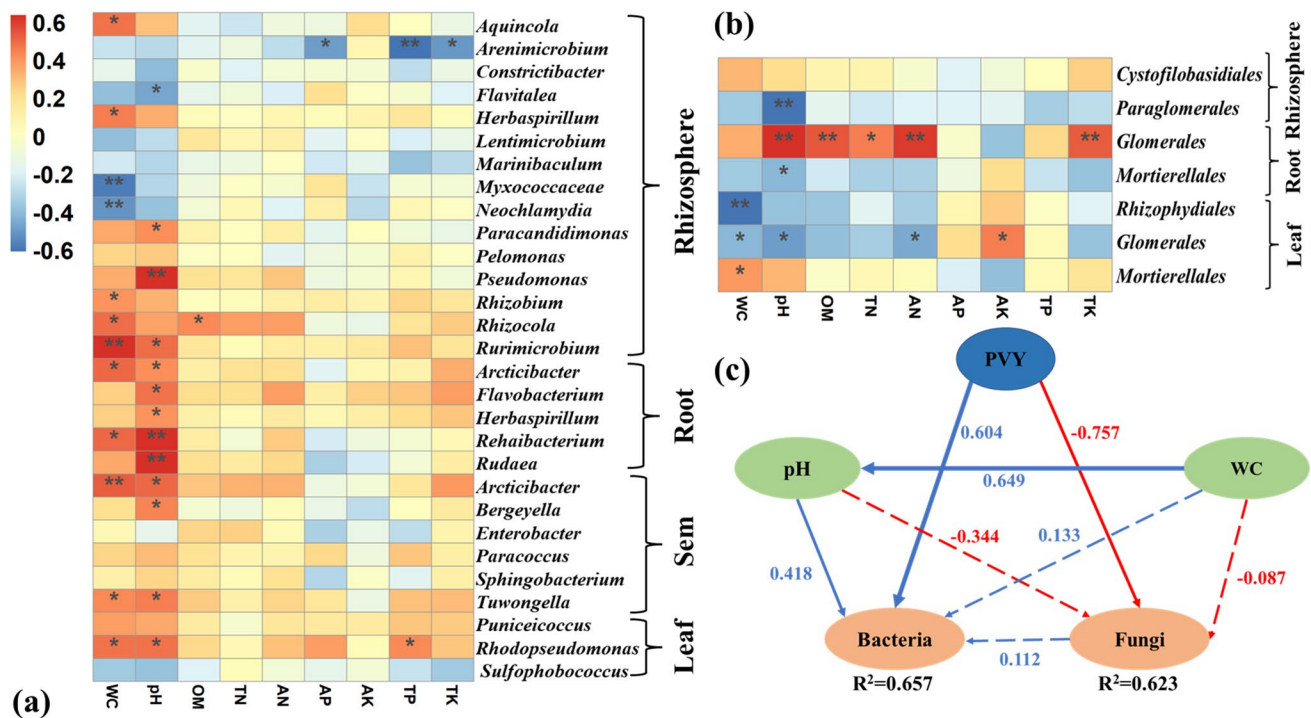 0.6
0.4
0.2
0
-0.2
-0.4
-0.6
*
Aquincola
* ** *
Arenimicrobium
Constrictibacter
*
Flavitalea
*
Herbaspirillum
Lentimicrobium
Marinibaculum
**
Myxococcaceae
**
Neochlamydia
*
Paracandidimonas
Pelomonas
**
Pseudomonas
*
Rhizobium
* *
Rhizocola
** *
Rurimicrobium
* *
Arcticibacter
*
Flavobacterium
*
Herbaspirillum
* **
Rehaibacterium
**
Rudaea
** *
Arcticibacter
*
Bergeyella
Enterobacter
Paracoccus
Sphingobacterium
* *
Tuwongella
Puniceicoccus
* * *
Rhodopseudomonas
Sulfophobococcus
Rhizosphere
Root
Sem
Leaf
WC pH OM TN AN AP AK TP TK
(a)
(b)
Cystofilobasidiales
**
Paraglomerales
** ** * ** **
Glomerales
*
Mortierellales
**
Rhizophydiales
* * * *
Glomerales
*
Mortierellales
Rhizosphere
Root
Leaf
WC pH OM TN AN AP AK TP TK
(c)
PVY
0.604
-0.757
pH
WC
0.649
-0.344
0.133
0.418
-0.087
Bacteria
Fungi
0.112
R²=0.657
R²=0.623